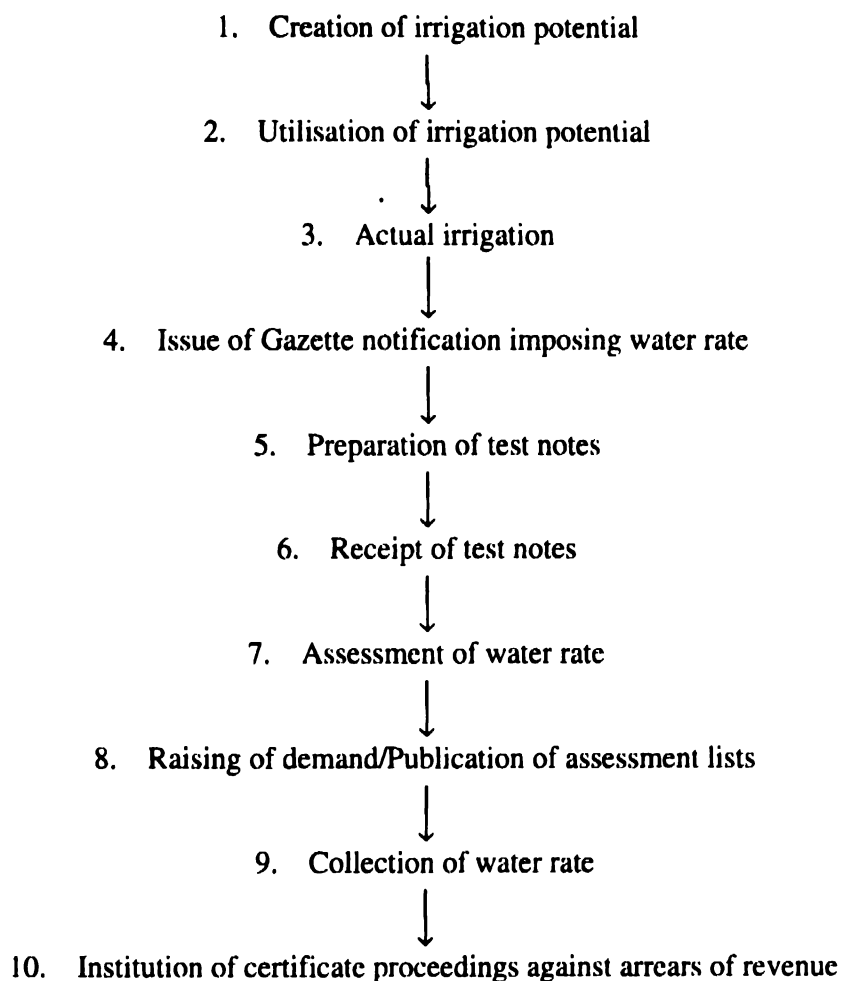 1. Creation of irrigation potential
2. Utilisation of irrigation potential
3. Actual irrigation
4. Issue of Gazette notification imposing water rate
5. Preparation of test notes
6. Receipt of test notes
7. Assessment of water rate
8. Raising of demand/Publication of assessment lists
9. Collection of water rate
10. Institution of certificate proceedings against arrears of revenue